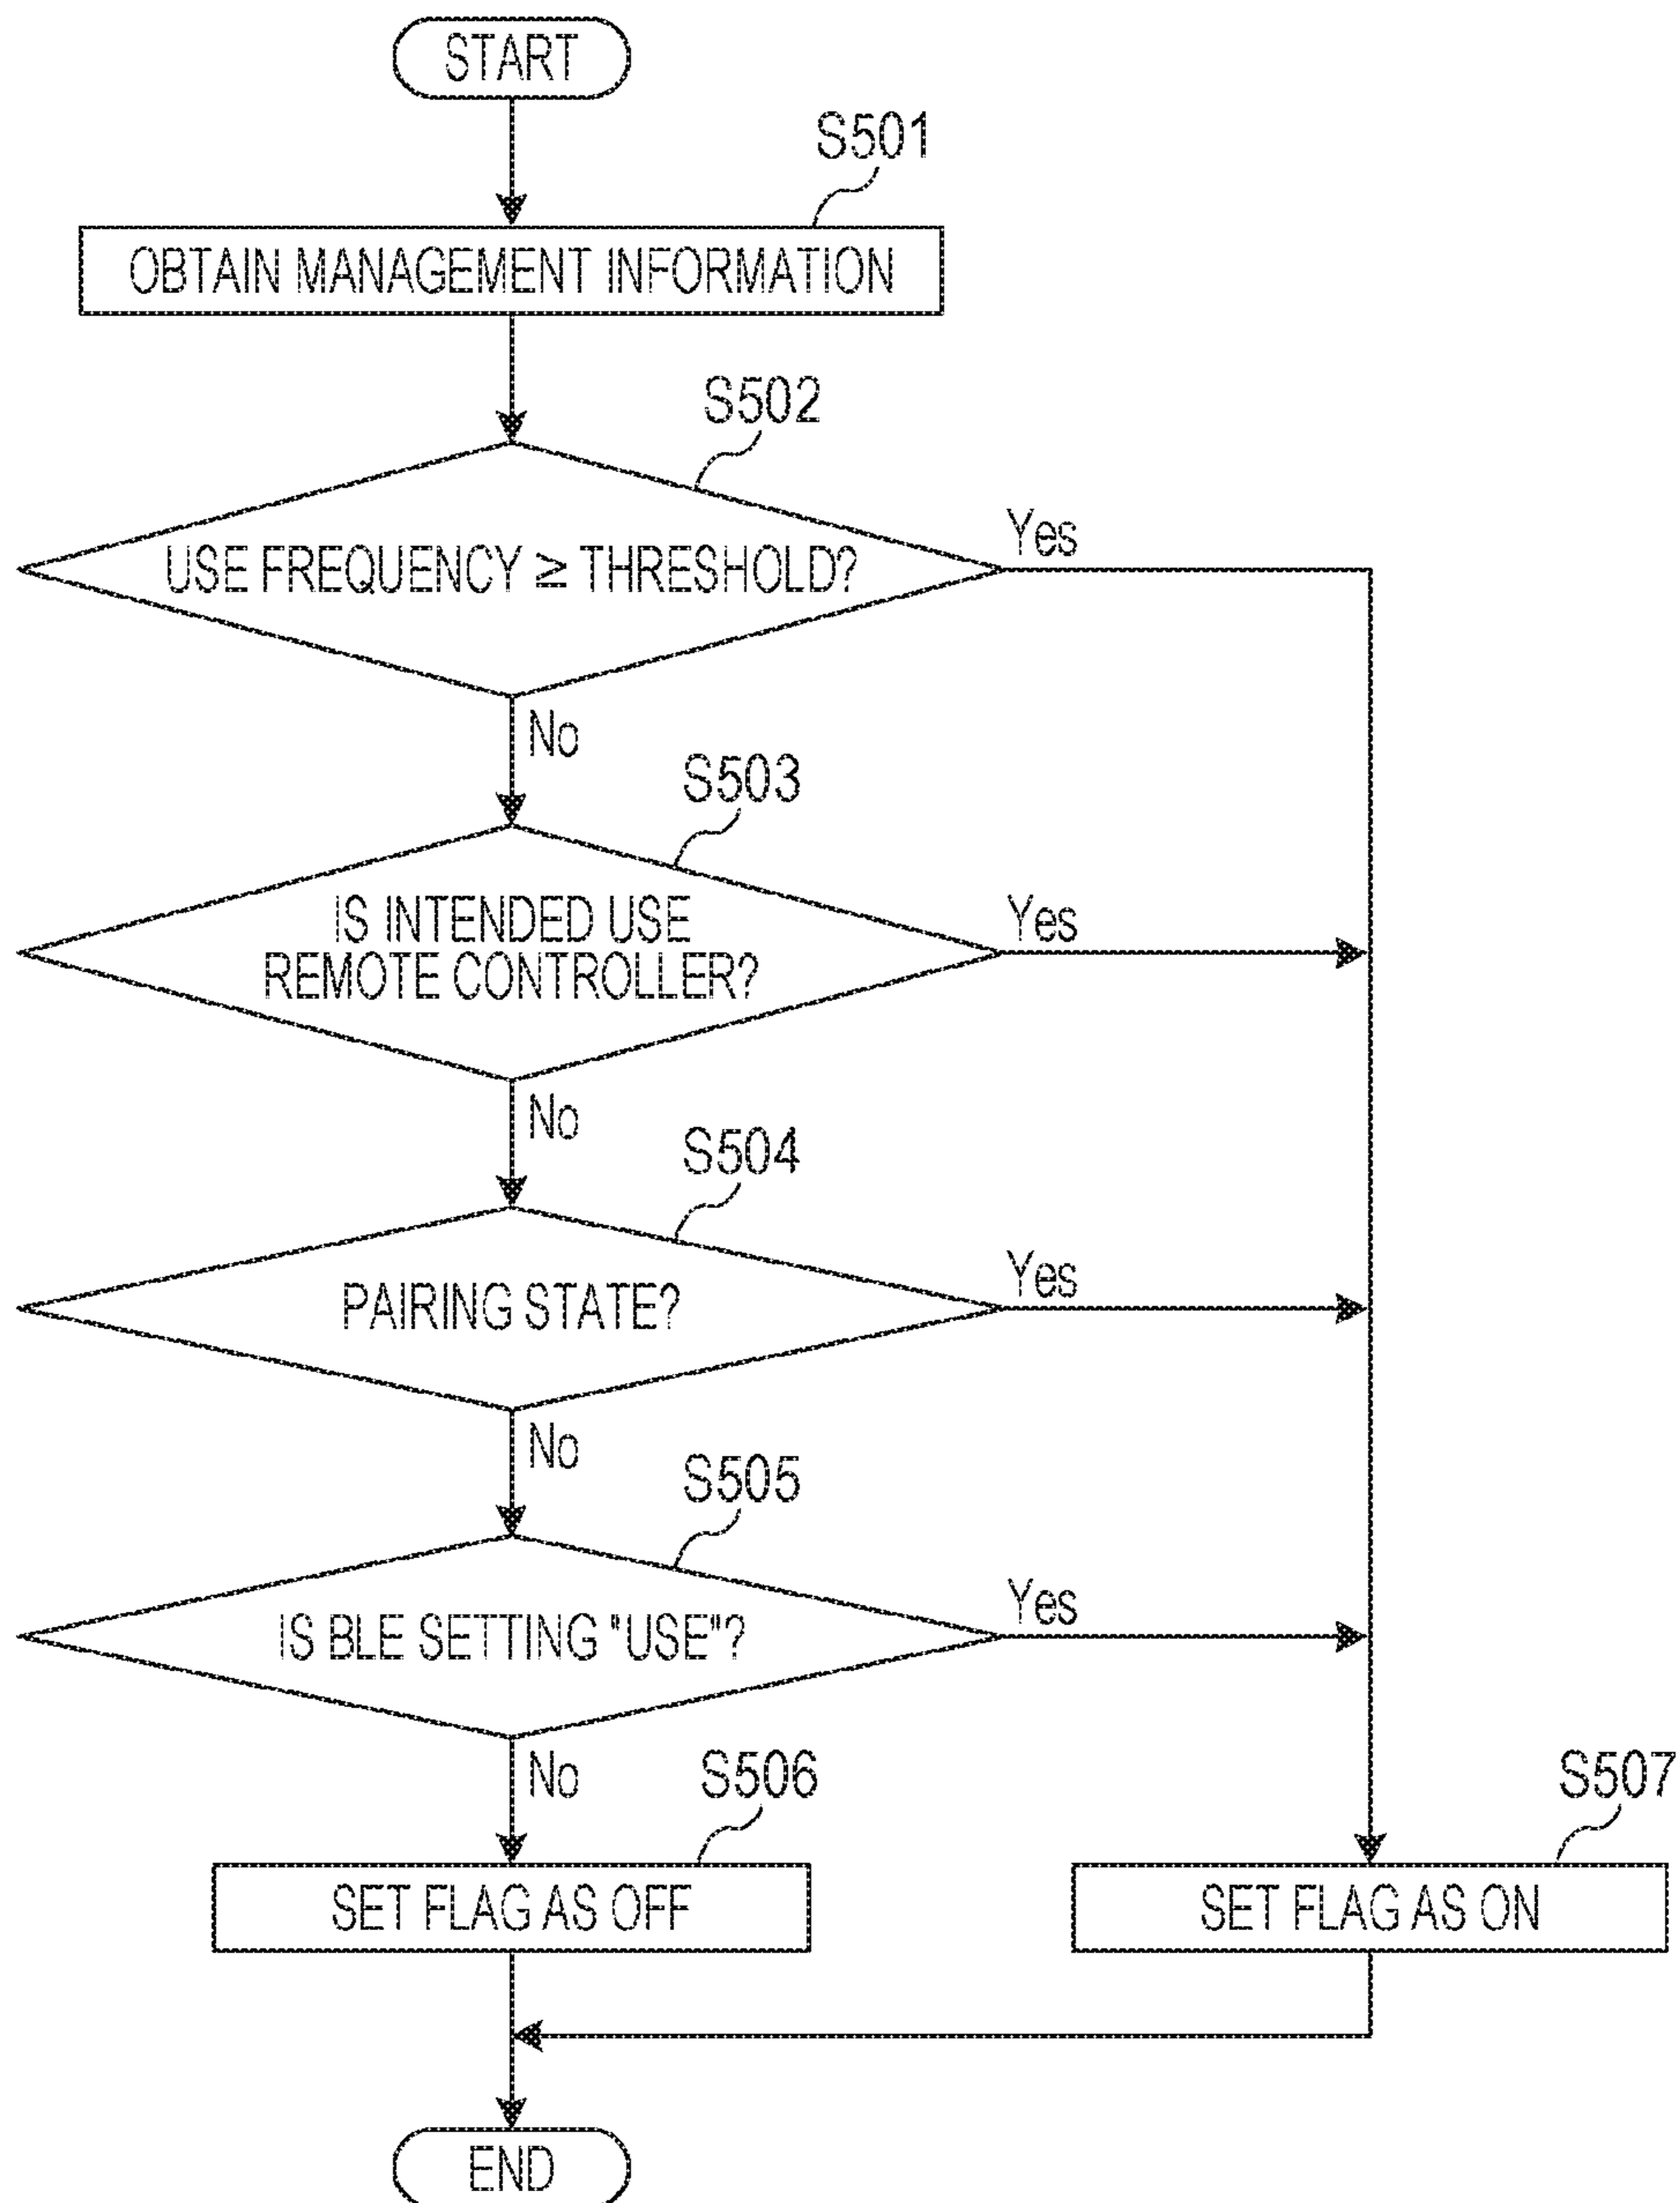 START
S501
OBTAIN MANAGEMENT INFORMATION
S502
USE FREQUENCY ≥ THRESHOLD?
Yes
No
S503
IS INTENDED USE
REMOTE CONTROLLER?
Yes
No
S504
PAIRING STATE?
Yes
No
S505
IS BLE SETTING "USE"?
Yes
No
S506
S507
SET FLAG AS OFF
SET FLAG AS ON
END